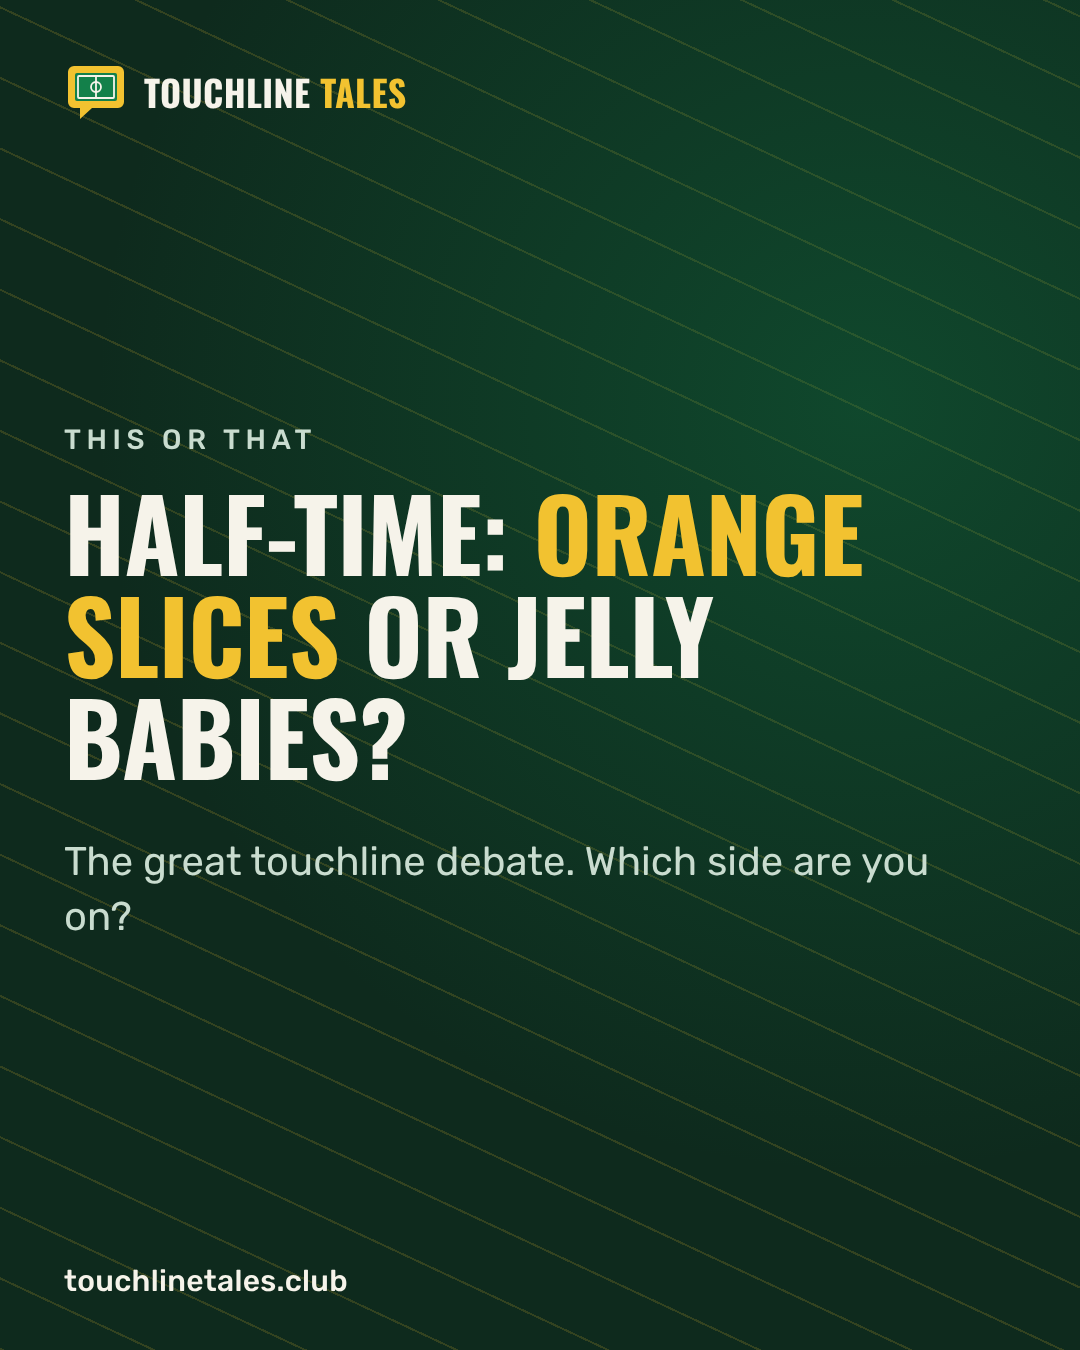 TOUCHLINE TALES
THIS OR THAT
HALF-TIME: ORANGE
SLICES OR JELLY
BABIES?
The great touchline debate. Which side are you
on?
touchlinetales.club